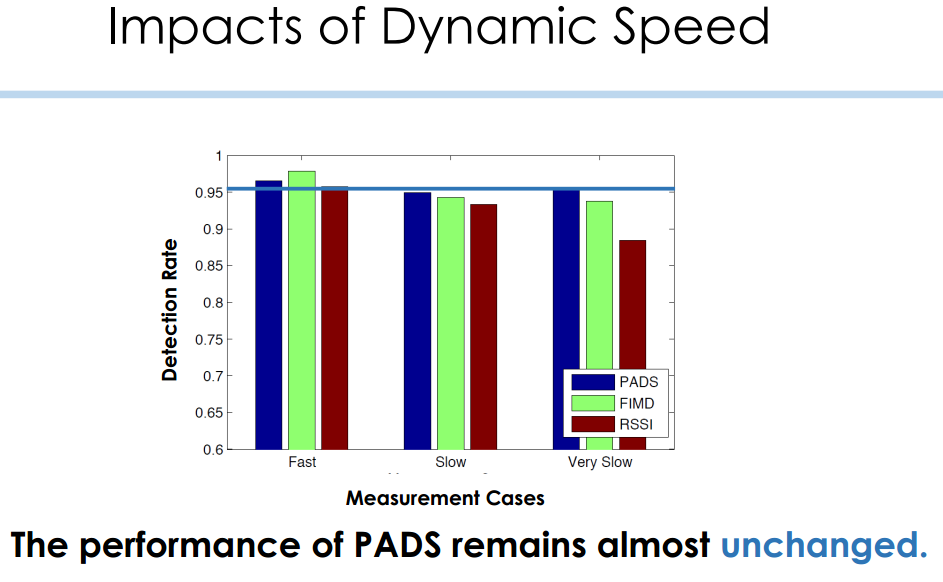 Impacts of Dynamic Speed
1
0.95
0.9
0.85
0.8
0.75
0.7
0.65
0.6
Detection Rate
PADS
FIMD
RSSI
Fast Slow Very Slow
Measurement Cases
The performance of PADS remains almost unchanged.